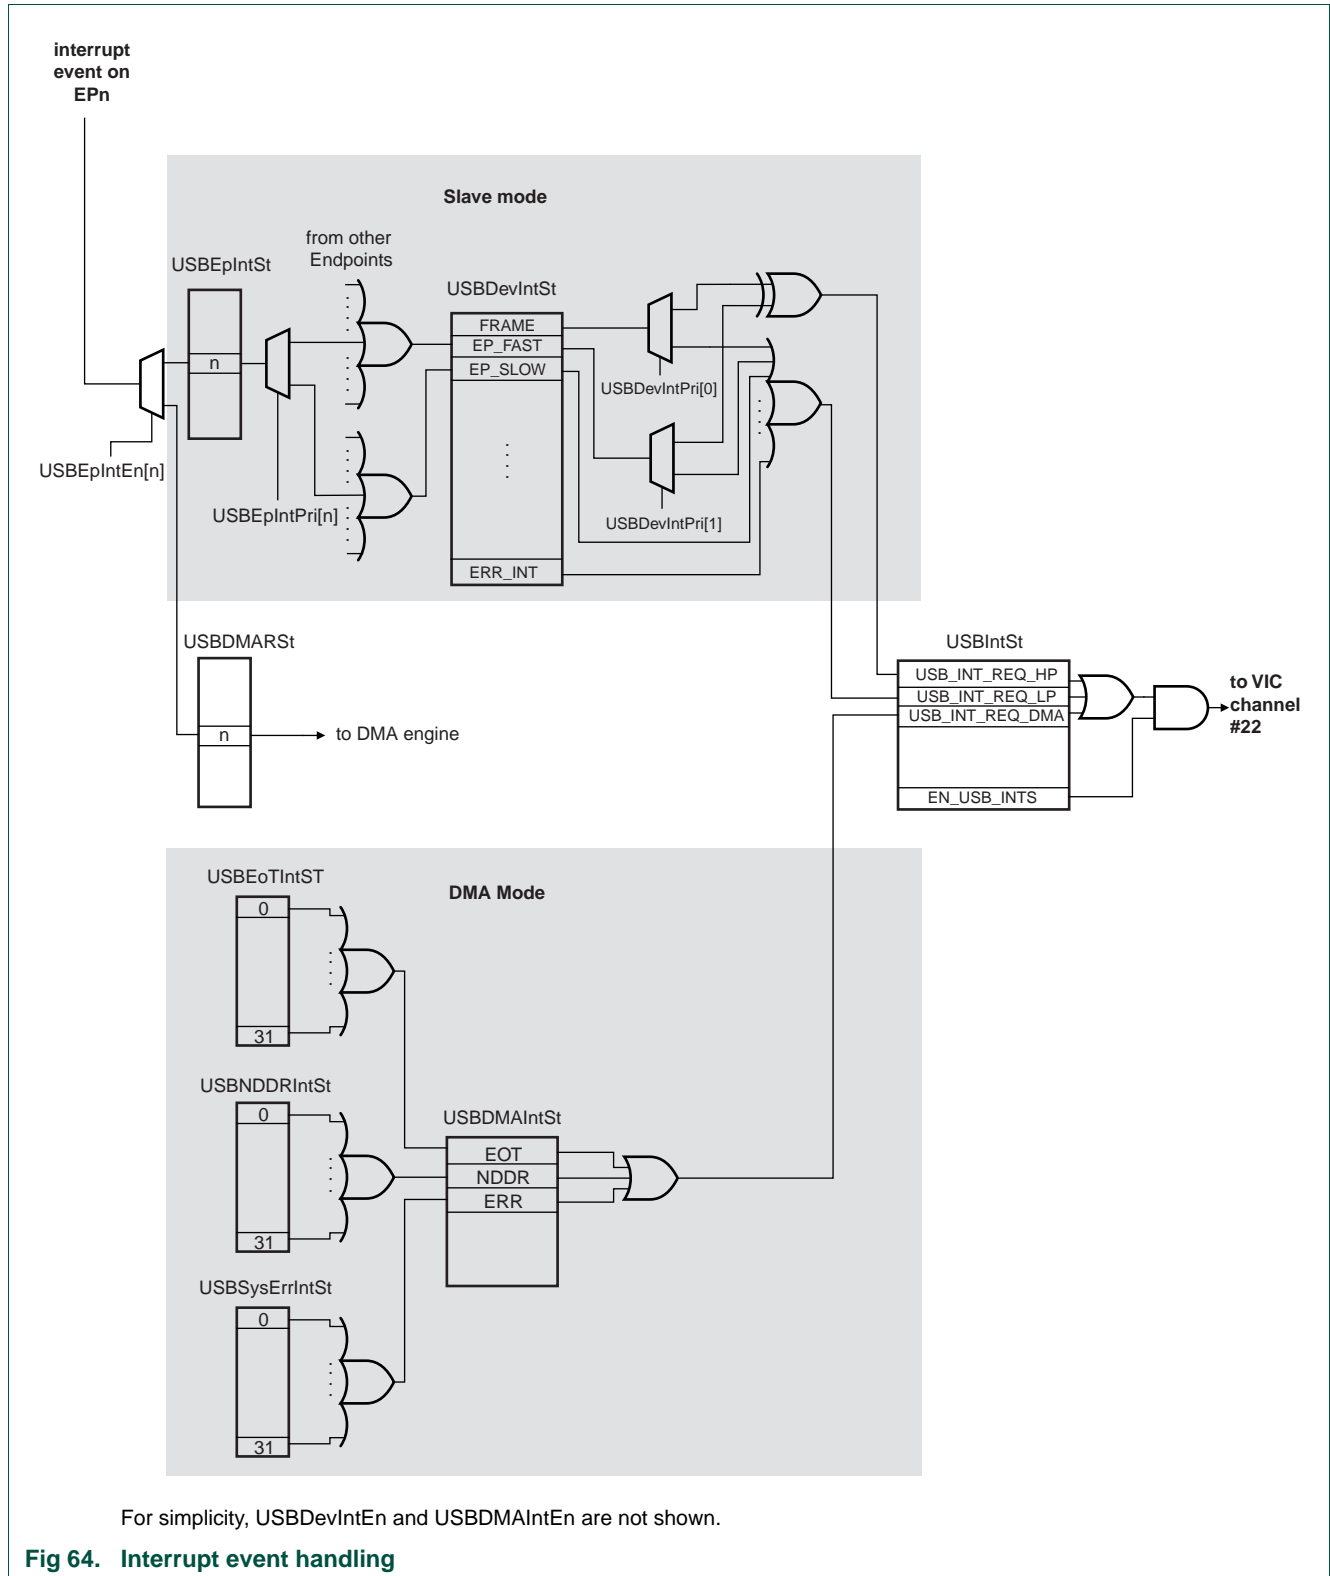 interrupt
event on
EPn
Slave mode
from other
Endpoints
USBEpIntSt
n
USBEpIntEn[n]
USBEpIntPri[n]
USBDevIntSt
FRAME
EP_FAST
EP_SLOW
ERR_INT
USBDevIntPri[0]
USBDevIntPri[1]
USBDMARSt
n
to DMA engine
USBIntSt
USB_INT_REQ_HP
USB_INT_REQ_LP
USB_INT_REQ_DMA
EN_USB_INTS
to VIC
channel
#22
DMA Mode
USBEoTIntST
0
31
USBNDDRIntSt
0
31
USBDMAIntSt
EOT
NDDR
ERR
USBSysErrIntSt
0
31
For simplicity, USBDevIntEn and USBDMAIntEn are not shown.
Fig 64. Interrupt event handling